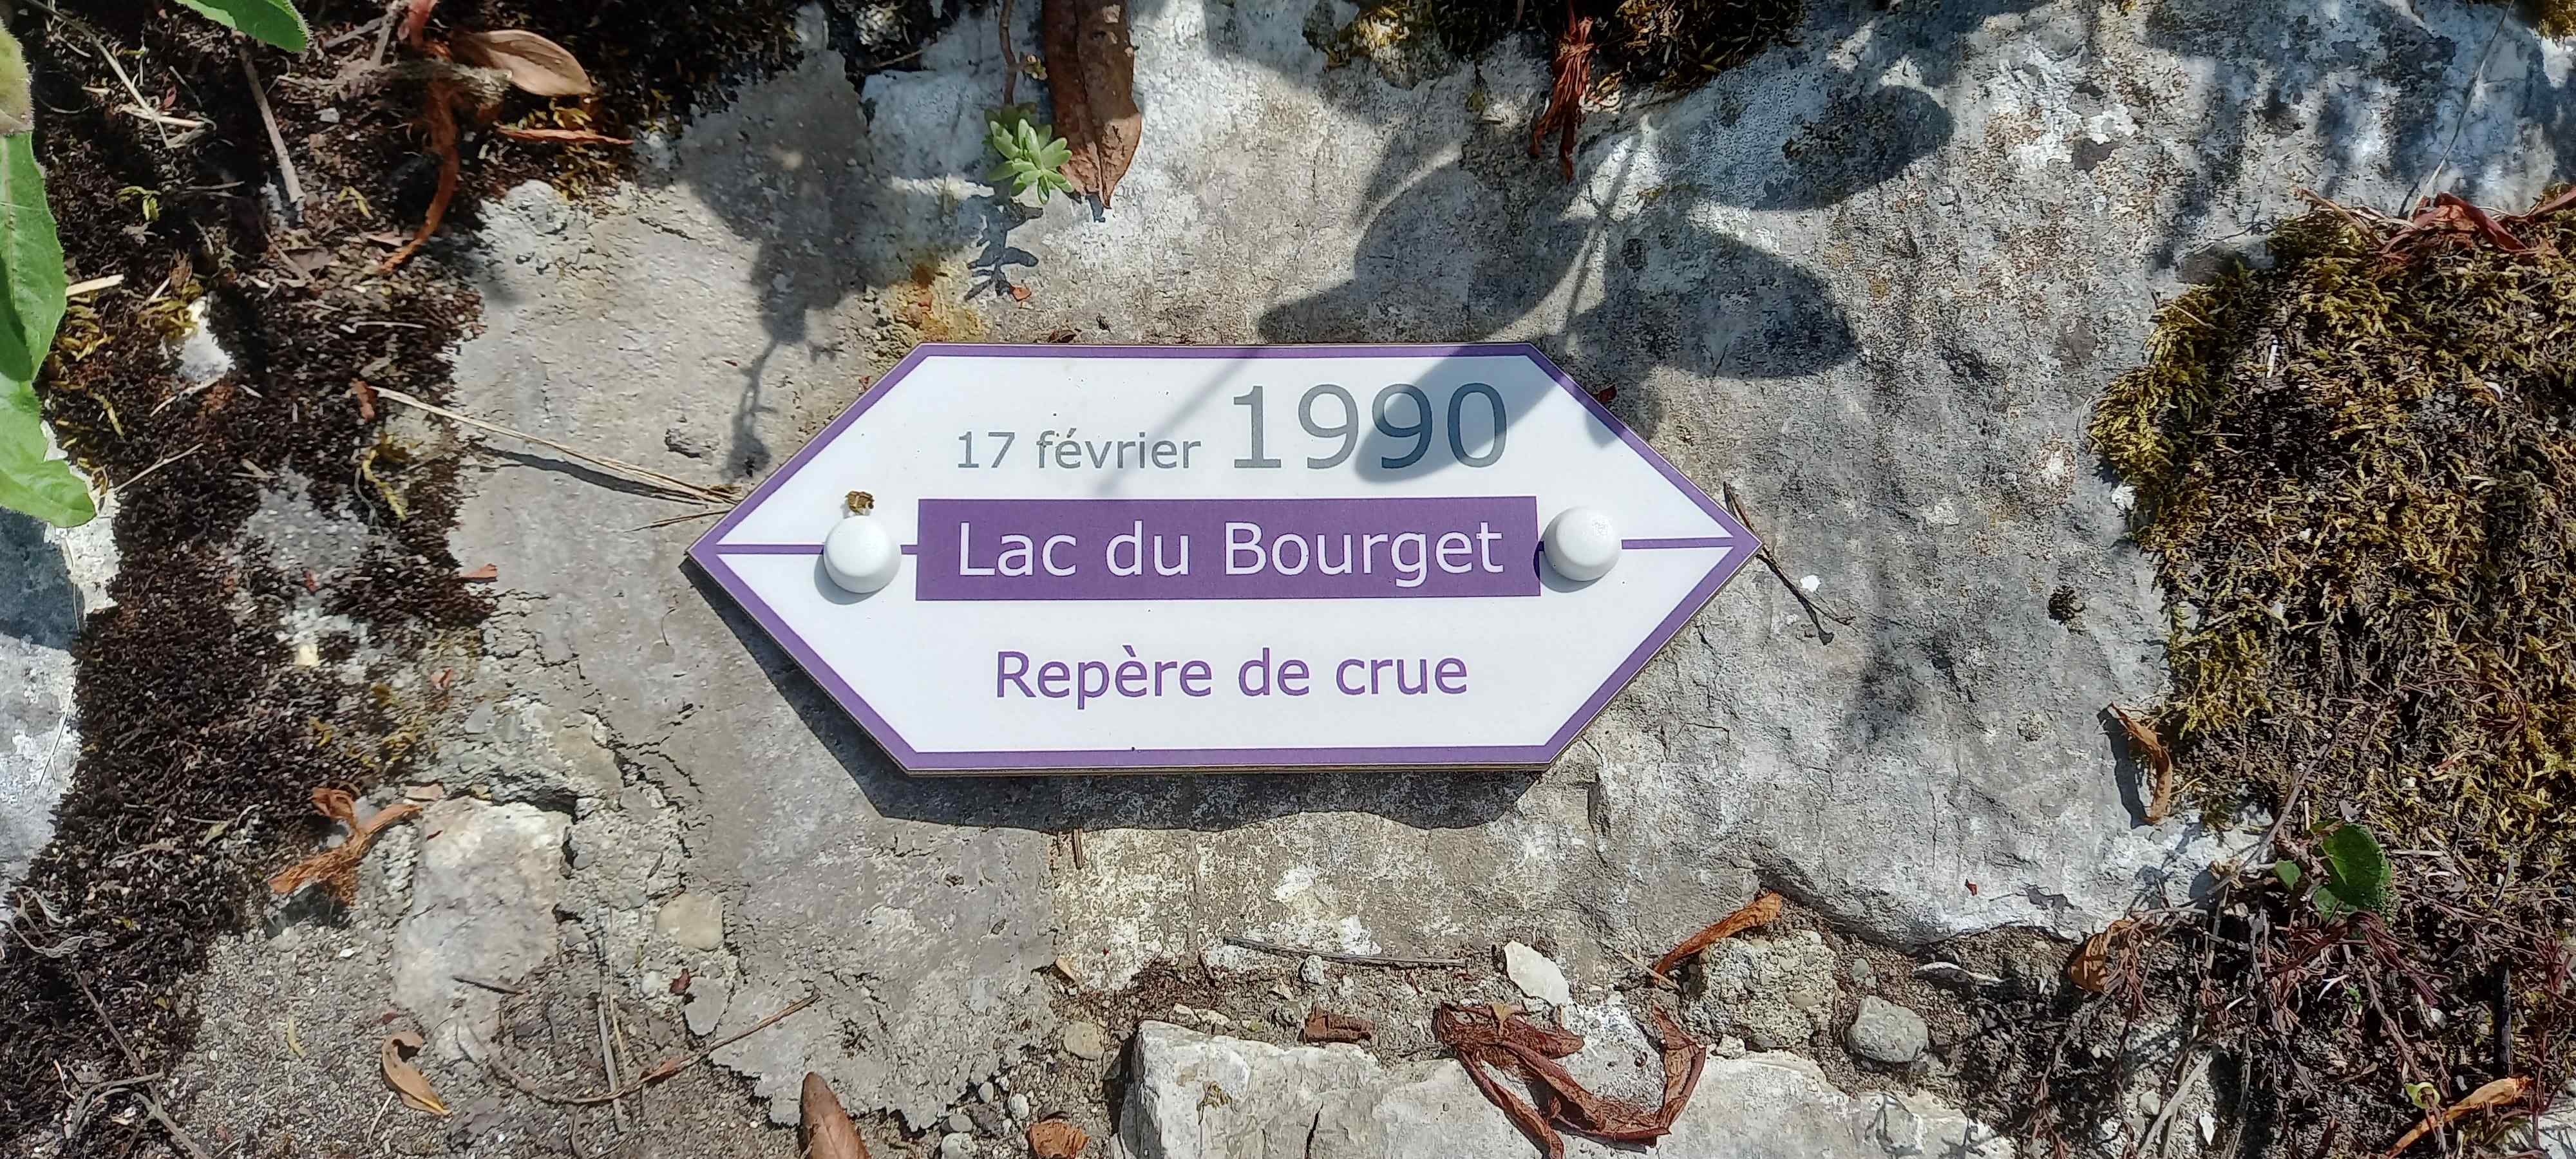 17 février 1990
Lac du Bourget
Repère de crue